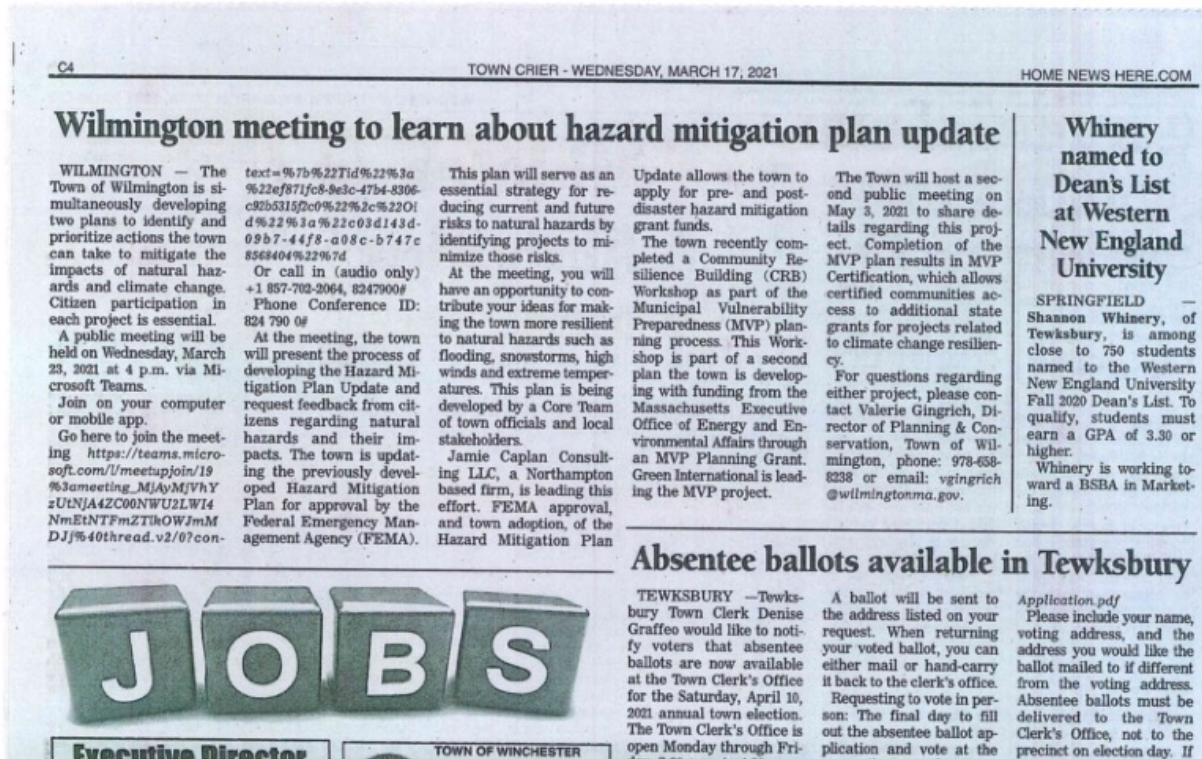 C4
TOWN CRIER - WEDNESDAY, MARCH 17, 2021
HOME NEWS HERE.COM
Wilmington meeting to learn about hazard mitigation plan update
WILMINGTON — The
Town of Wilmington is si-
multaneously developing
two plans to identify and
prioritize actions the town
can take to mitigate the
impacts of natural haz-
ards and climate change.
Citizen participation in
each project is essential.
A public meeting will be
held on Wednesday, March
23, 2021 at 4 p.m. via Mi-
crosoft Teams.
Join on your computer
or mobile app.
Go here to join the meet-
ing https://teams.micro-
soft.com/l/meetupjoin/19
%3ameeting_MjAyMjVhY
zUtNjA4ZC00NWU2LWI4
NmEtNTFmZTlkOWJmM
DJj%40thread.v2/0?con-
text=%7b%22Tid%22%3a
%22ef871fc8-9e3c-47b4-8306-
c92b5315f2c0%22%2c%22Oi
d%22%3a%22c03d143d-
09b7-44f8-a08c-b747c
8568404%22%7d
Or call in (audio only)
+1 857-702-2064, 8247900#
Phone Conference ID:
824 790 0#
At the meeting, the town
will present the process of
developing the Hazard Mi-
tigation Plan Update and
request feedback from cit-
izens regarding natural
hazards and their im-
pacts. The town is updat-
ing the previously devel-
oped Hazard Mitigation
Plan for approval by the
Federal Emergency Man-
agement Agency (FEMA).
This plan will serve as an
essential strategy for re-
ducing current and future
risks to natural hazards by
identifying projects to mi-
nimize those risks.
At the meeting, you will
have an opportunity to con-
tribute your ideas for mak-
ing the town more resilient
to natural hazards such as
flooding, snowstorms, high
winds and extreme temper-
atures. This plan is being
developed by a Core Team
of town officials and local
stakeholders.
Jamie Caplan Consult-
ing LLC, a Northampton
based firm, is leading this
effort. FEMA approval,
and town adoption, of the
Hazard Mitigation Plan
Update allows the town to
apply for pre- and post-
disaster hazard mitigation
grant funds.
The town recently com-
pleted a Community Re-
silience Building (CRB)
Workshop as part of the
Municipal Vulnerability
Preparedness (MVP) plan-
ning process. This Work-
shop is part of a second
plan the town is develop-
ing with funding from the
Massachusetts Executive
Office of Energy and En-
vironmental Affairs through
an MVP Planning Grant.
Green International is lead-
ing the MVP project.
The Town will host a sec-
ond public meeting on
May 3, 2021 to share de-
tails regarding this proj-
ect. Completion of the
MVP plan results in MVP
Certification, which allows
certified communities ac-
cess to additional state
grants for projects related
to climate change resilien-
cy.
For questions regarding
either project, please con-
tact Valerie Gingrich, Di-
rector of Planning & Con-
servation, Town of Wil-
mington, phone: 978-658-
8238 or email: vgingrich
@wilmingtonma.gov.
Whinery
named to
Dean's List
at Western
New England
University
SPRINGFIELD —
Shannon Whinery, of
Tewksbury, is among
close to 750 students
named to the Western
New England University
Fall 2020 Dean's List. To
qualify, students must
earn a GPA of 3.30 or
higher.
Whinery is working to-
ward a BSBA in Market-
ing.
Absentee ballots available in Tewksbury
TEWKSBURY —Tewks-
bury Town Clerk Denise
Graffeo would like to noti-
fy voters that absentee
ballots are now available
at the Town Clerk's Office
for the Saturday, April 10,
2021 annual town election.
The Town Clerk's Office is
open Monday through Fri-
A ballot will be sent to
the address listed on your
request. When returning
your voted ballot, you can
either mail or hand-carry
it back to the clerk's office.
Requesting to vote in per-
son: The final day to fill
out the absentee ballot ap-
plication and vote at the
Application.pdf
Please include your name,
voting address, and the
address you would like the
ballot mailed to if different
from the voting address.
Absentee ballots must be
delivered to the Town
Clerk's Office, not to the
precinct on election day. If
JOBS
Executive Director
TOWN OF WINCHESTER